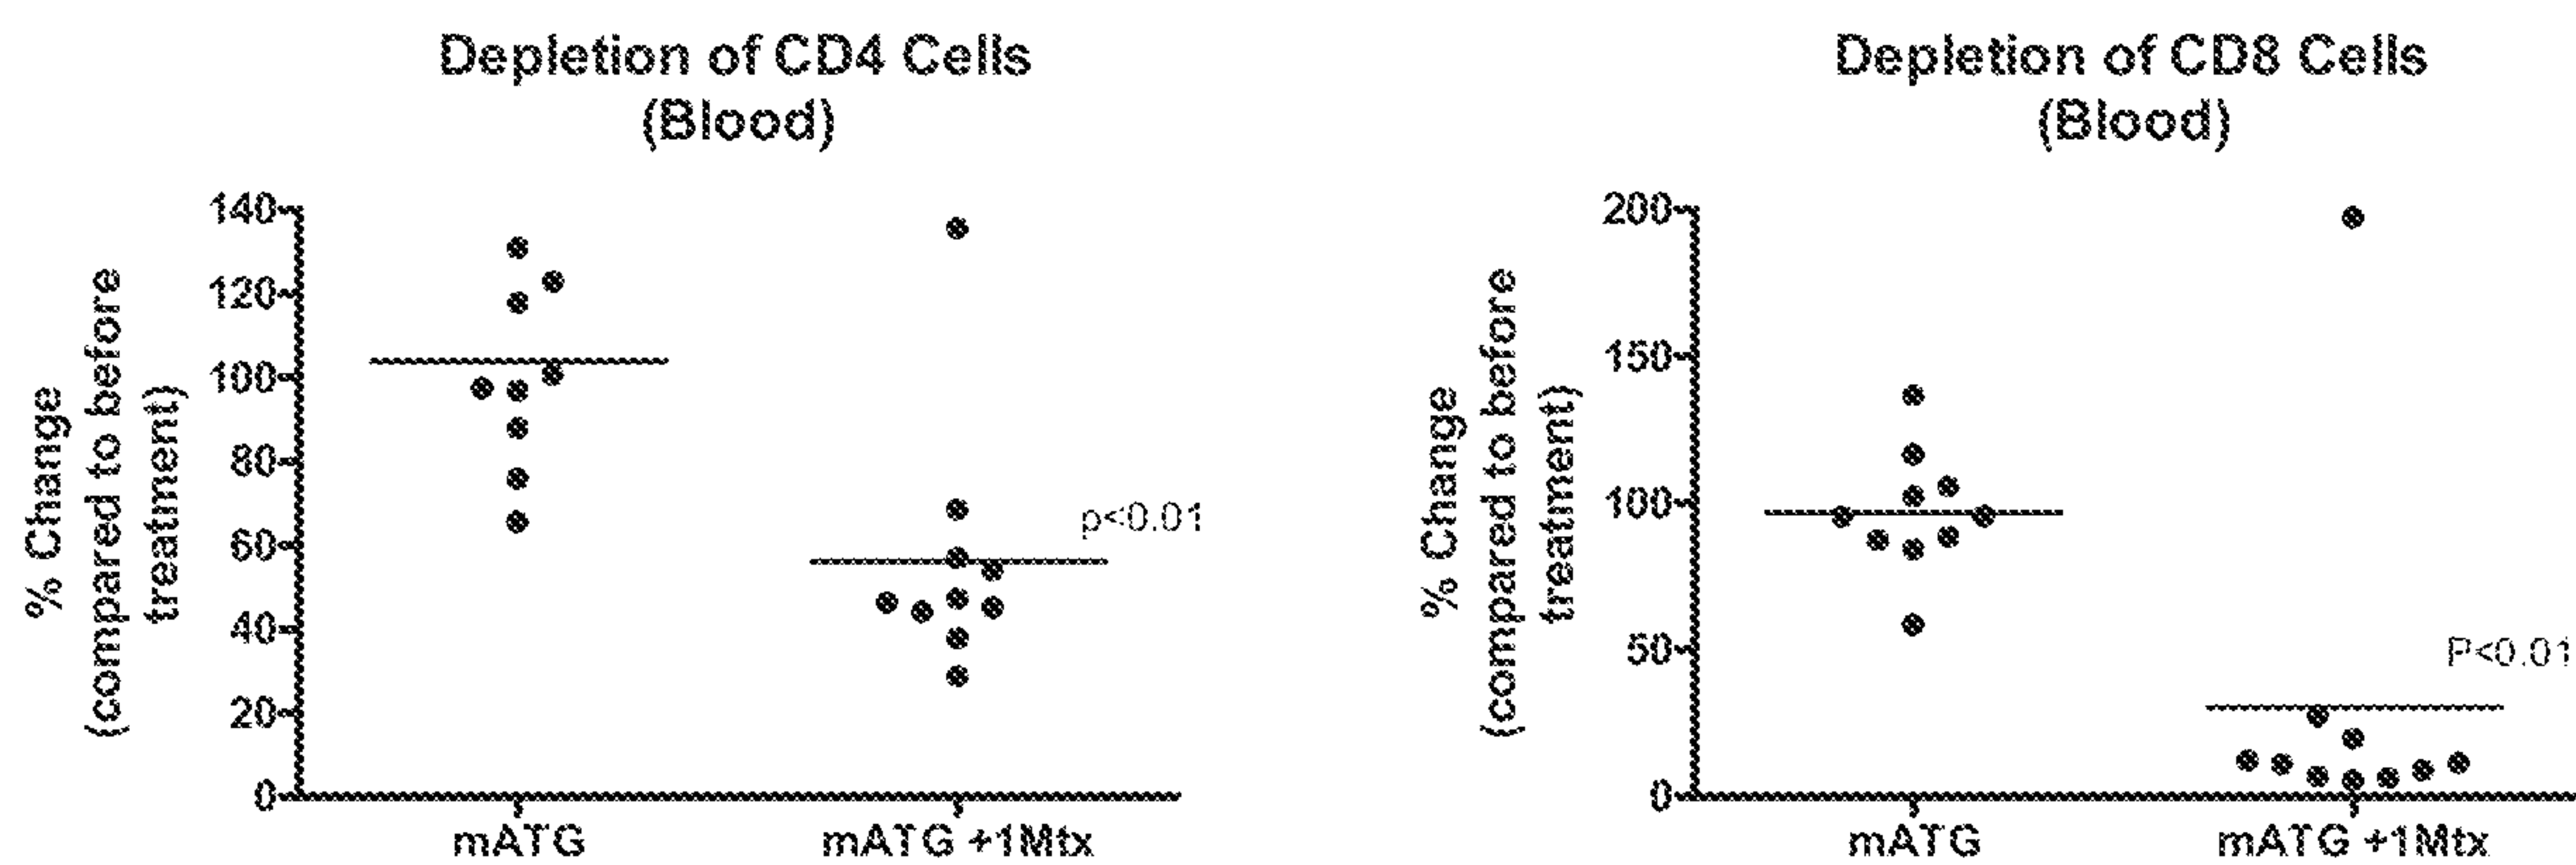 Depletion of CD4 Cells
(Blood)
% Change
(compared to before
treatment)
140
120
100
80
60
40
20
0
p<0.01
mATG
mATG +1Mtx
Depletion of CD8 Cells
(Blood)
% Change
(compared to before
treatment)
200
150
100
50
0
P<0.01
mATG
mATG +1Mtx